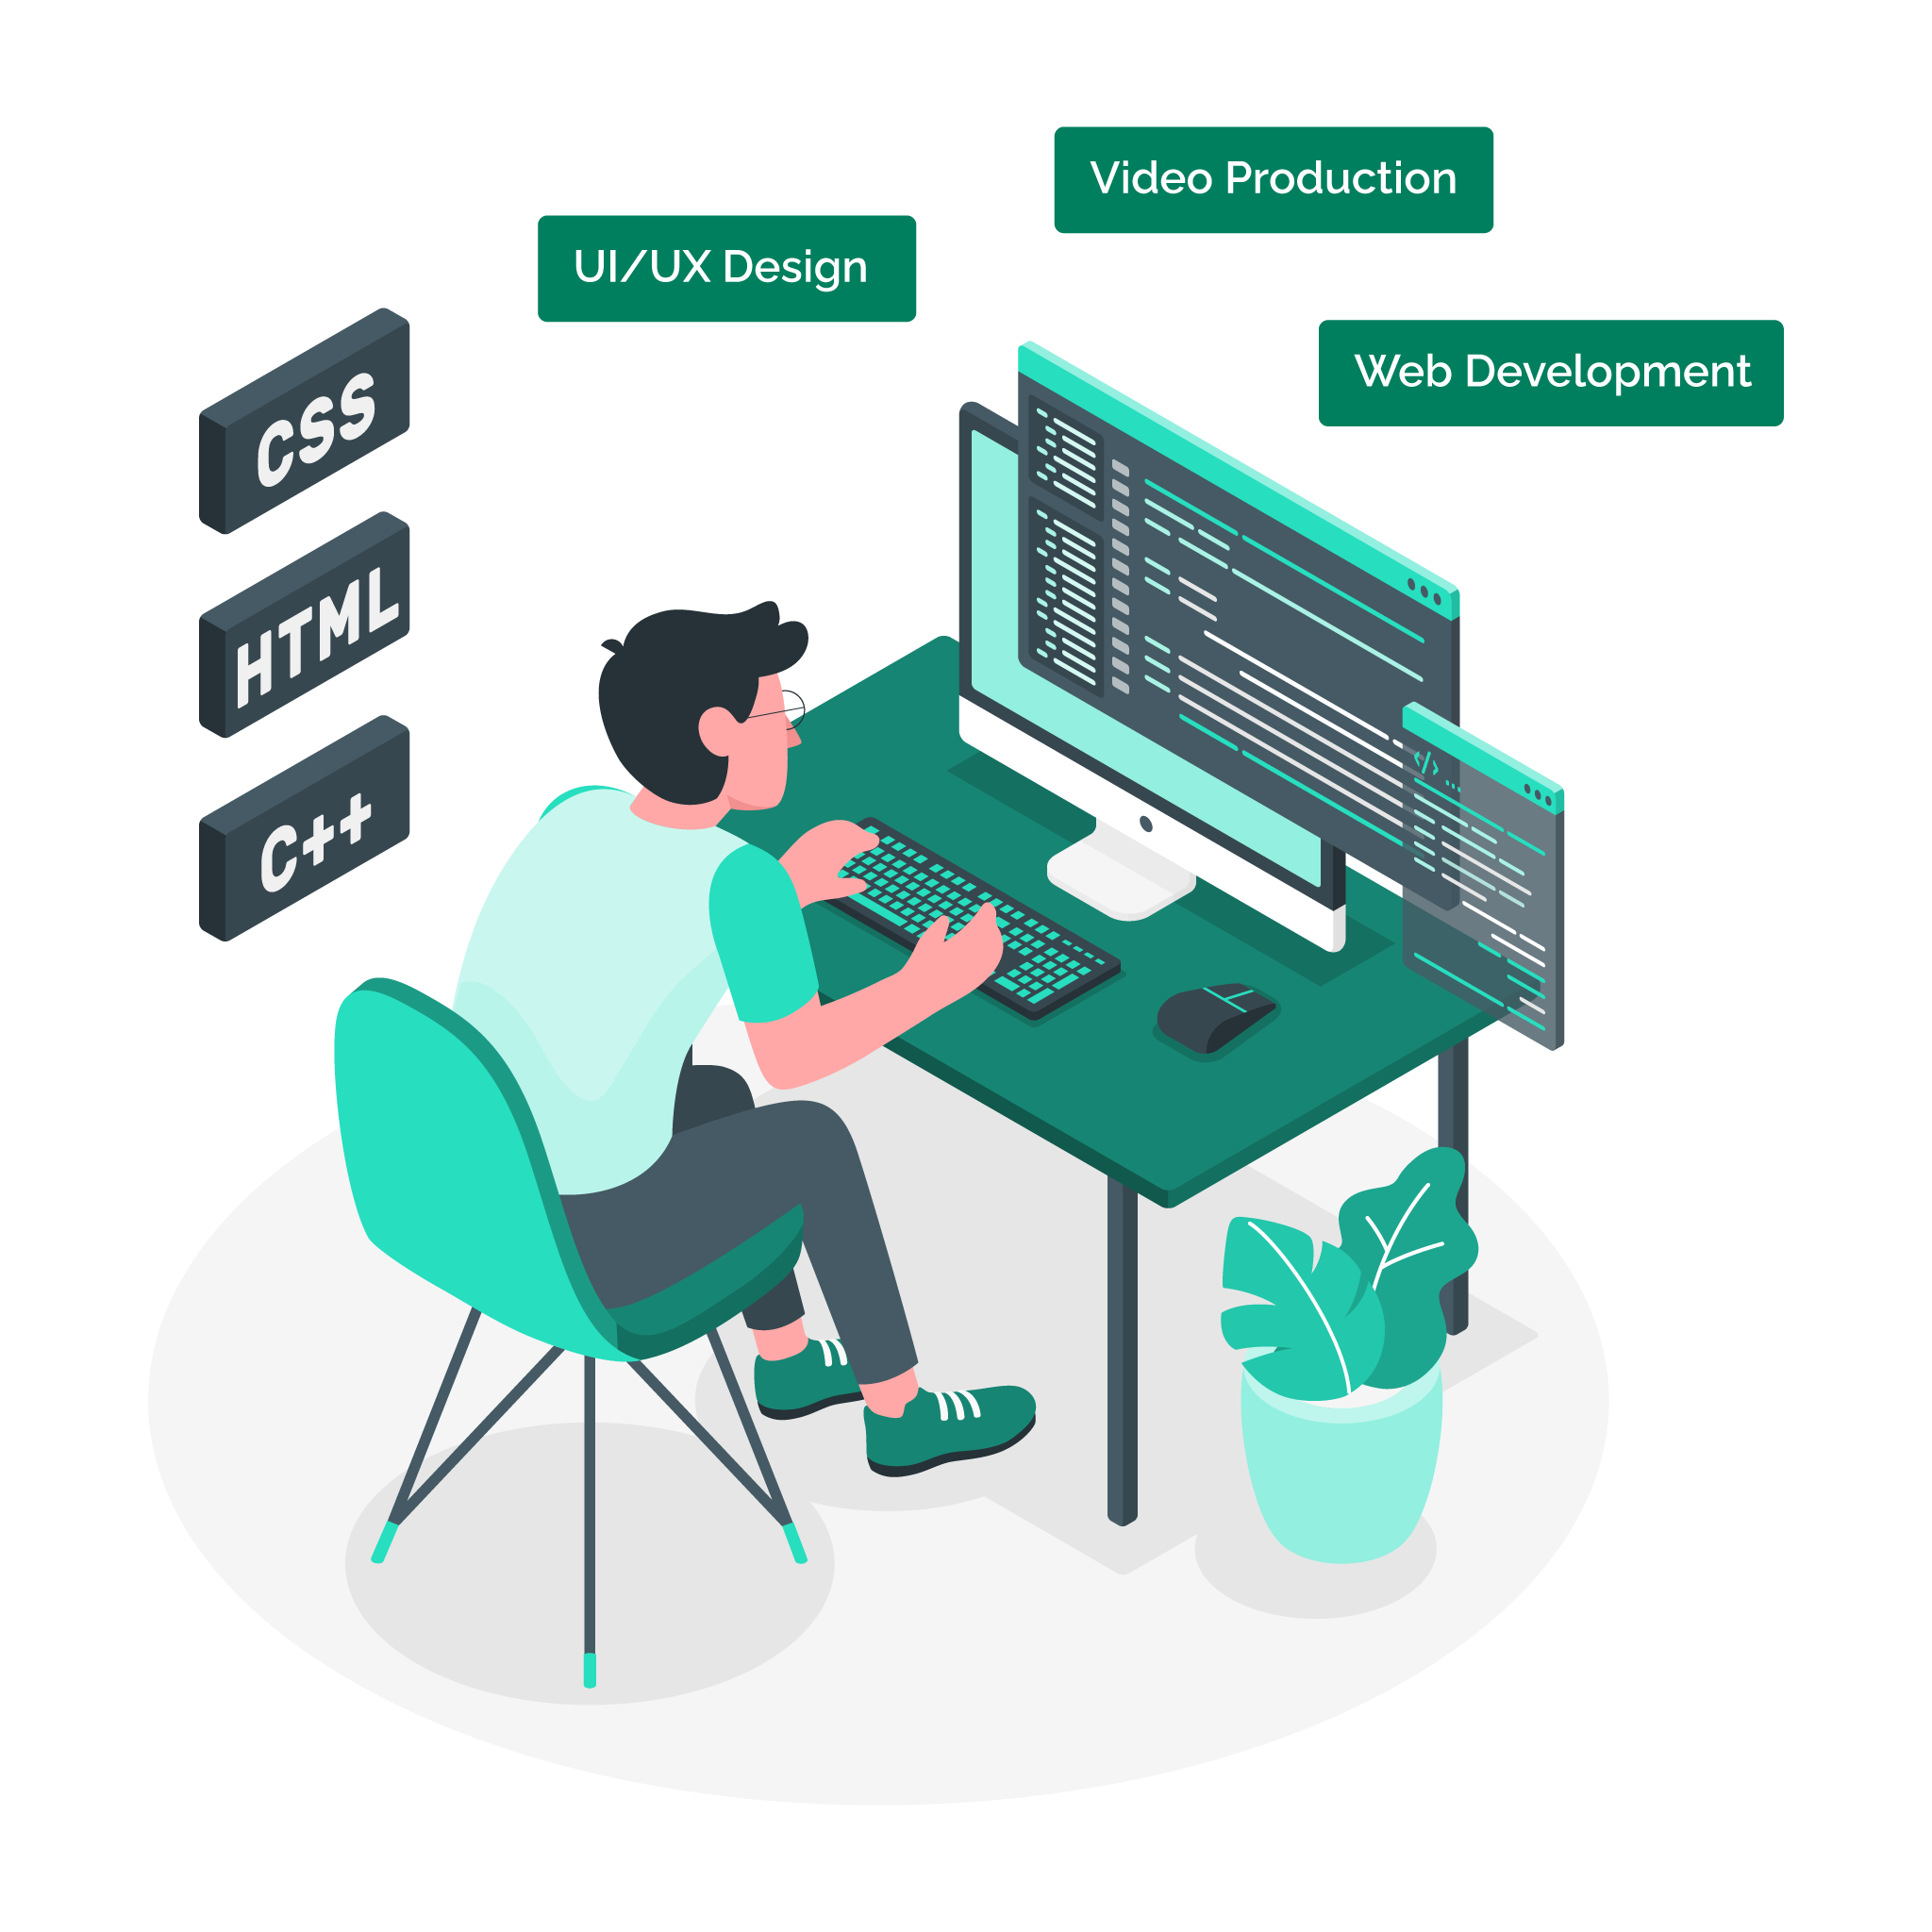 Video Production
UI/UX Design
Web Development
CSS
HTML
C++